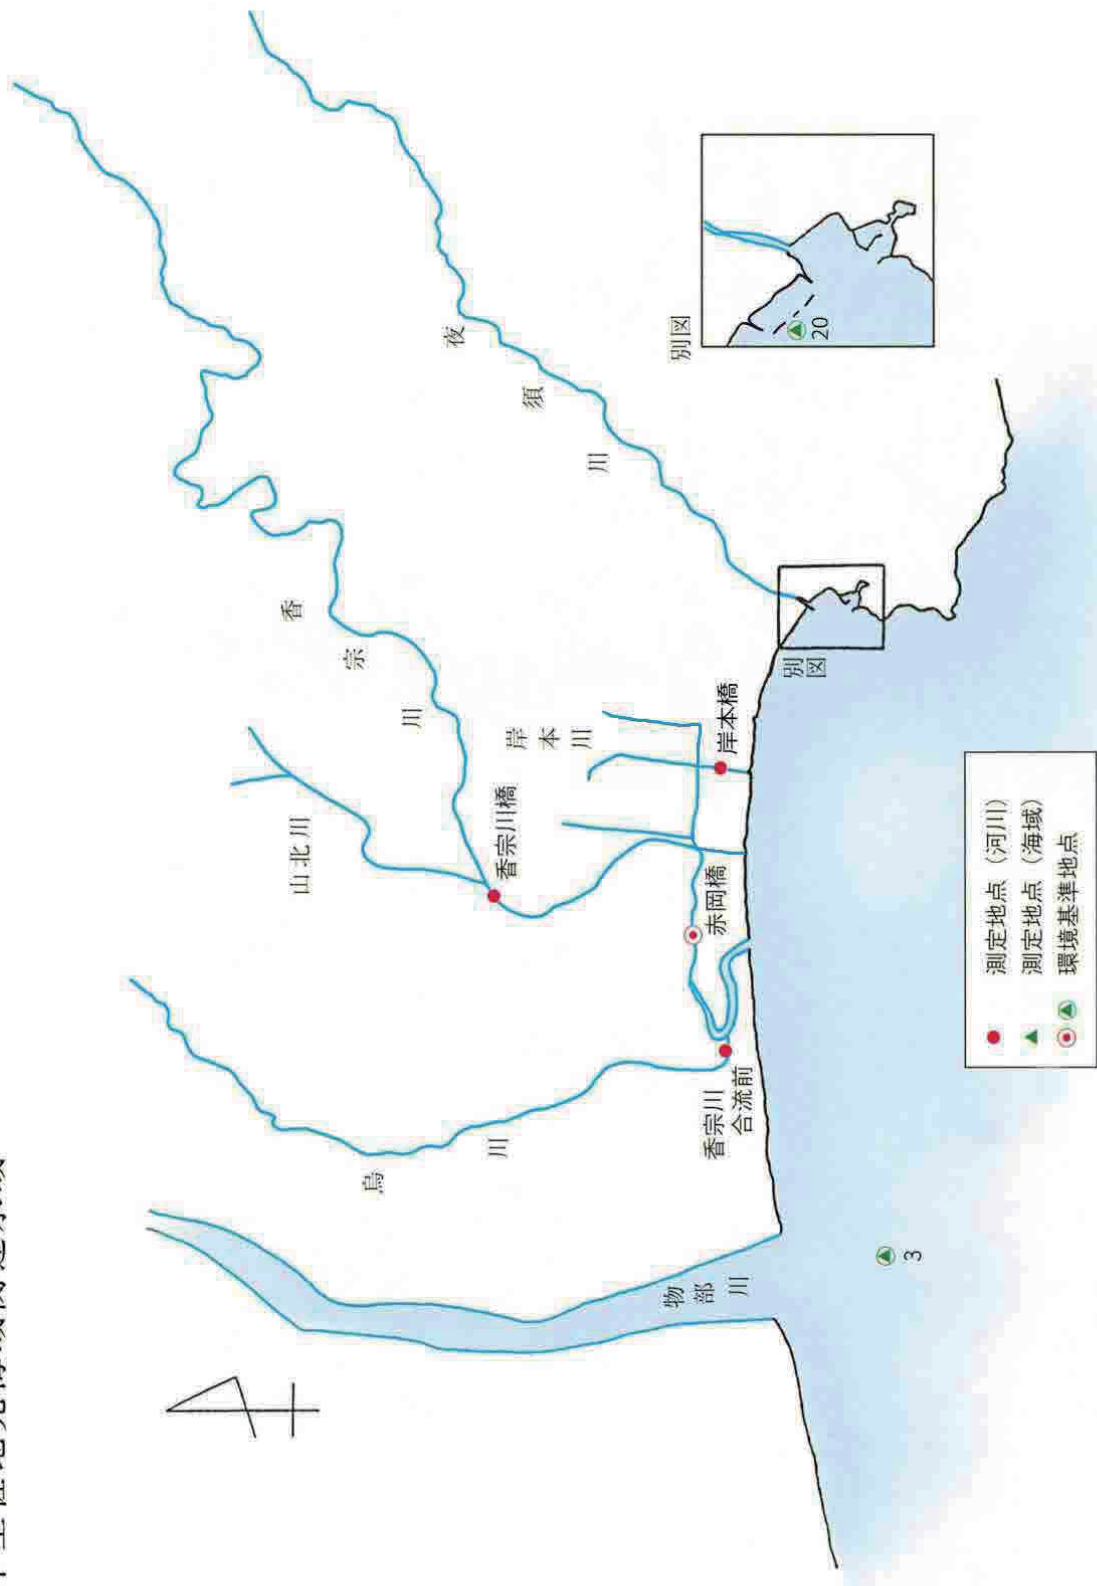 物部川
烏川
香宗川
合流前
山北川
香宗川
香宗川橋
赤岡橋
岸本川
岸本橋
夜須川
別図
別図
20
3
測定地点（河川）
測定地点（海域）
環境基準地点